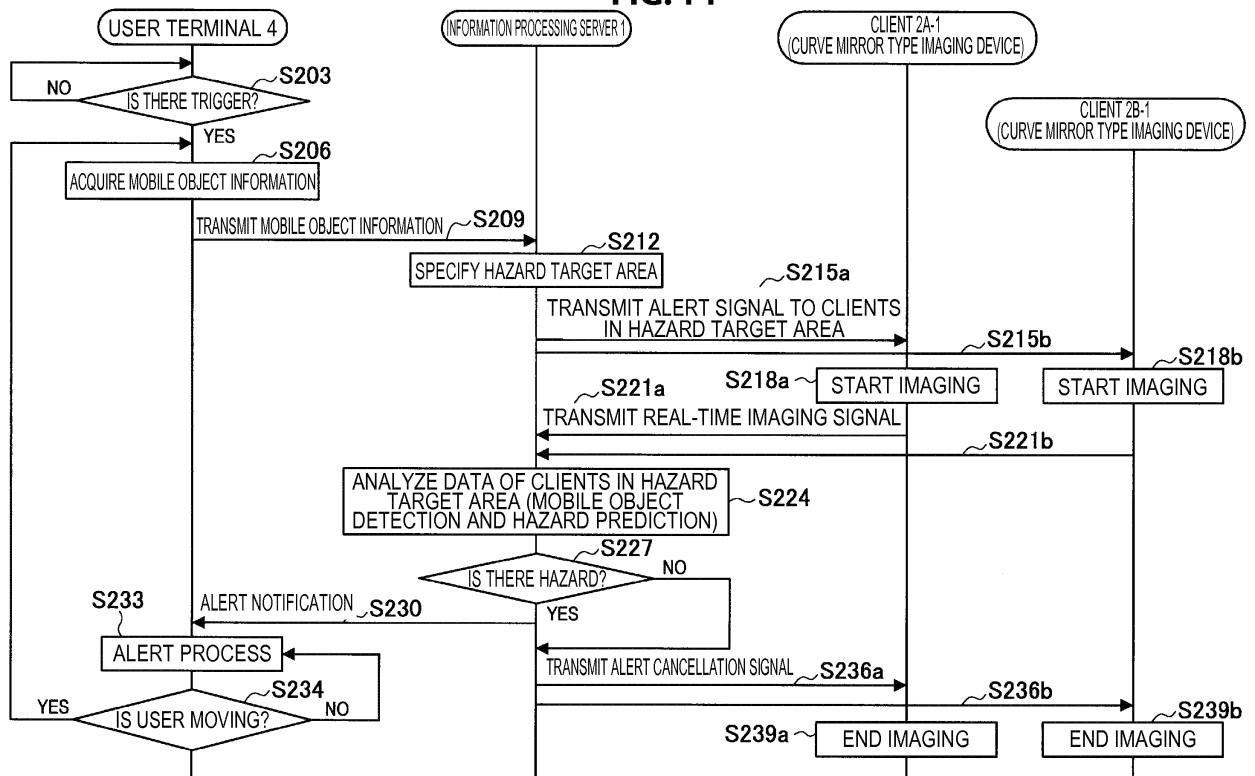 USER TERMINAL 4
INFORMATION PROCESSING SERVER 1
CLIENT 2A-1
(CURVE MIRROR TYPE IMAGING DEVICE)
CLIENT 2B-1
(CURVE MIRROR TYPE IMAGING DEVICE)
S203
NO
IS THERE TRIGGER?
YES
S206
ACQUIRE MOBILE OBJECT INFORMATION
TRANSMIT MOBILE OBJECT INFORMATION
S209
S212
SPECIFY HAZARD TARGET AREA
S215a
TRANSMIT ALERT SIGNAL TO CLIENTS
IN HAZARD TARGET AREA
S215b
S218a
START IMAGING
S218b
START IMAGING
S221a
TRANSMIT REAL-TIME IMAGING SIGNAL
S221b
ANALYZE DATA OF CLIENTS IN HAZARD
TARGET AREA (MOBILE OBJECT
DETECTION AND HAZARD PREDICTION)
S224
S227
IS THERE HAZARD?
NO
YES
ALERT NOTIFICATION
S230
S233
ALERT PROCESS
TRANSMIT ALERT CANCELLATION SIGNAL
S236a
S236b
S234
YES
IS USER MOVING?
NO
S239a
END IMAGING
S239b
END IMAGING